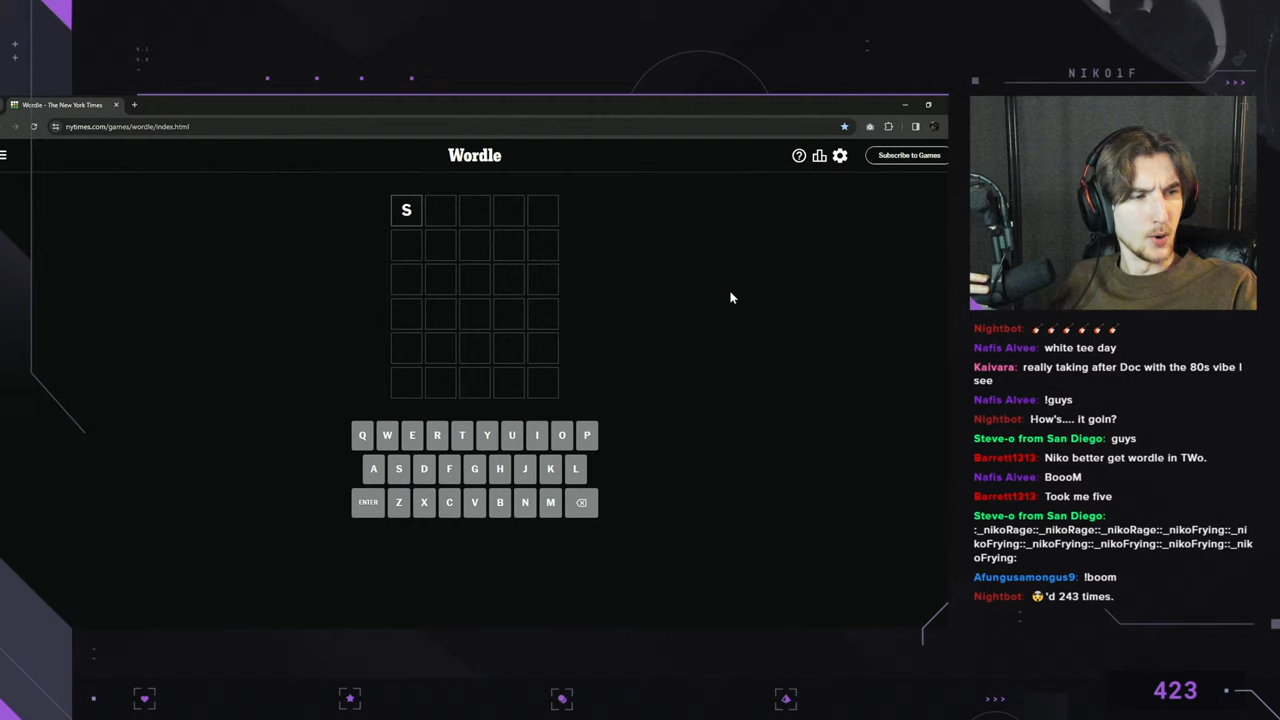 NIKO1F
>>>
Wordle - The New York Times
nytimes.com/games/wordle/index.html
Wordle
Subscribe to Games
S
Q W E R T Y U I O P
A S D F G H J K L
ENTER Z X C V B N M
Nightbot: 🏏 🏏 🏏 🏏 🏏 🏏
Nafis Alvee: white tee day
Kaivara: really taking after Doc with the 80s vibe I
see
Nafis Alvee: !guys
Nightbot: How's.... it goin?
Steve-o from San Diego: guys
Barrett1313: Niko better get wordle in TWo.
Nafis Alvee: BoooM
Barrett1313: Took me five
Steve-o from San Diego:
:_nikoRage::_nikoRage::_nikoRage::_nikoFrying::_ni
koFrying::_nikoFrying::_nikoFrying::_nikoFrying::_nik
oFrying:
Afungusamongus9: !boom
Nightbot: 🤯'd 243 times.
>>>
423